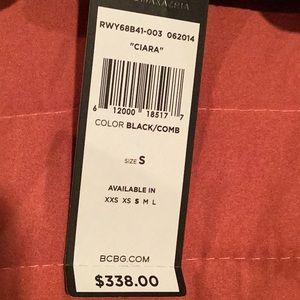 RWY68B41-003 062014
"CIARA"
6 12000 18517 7
COLOR BLACK/COMB
SIZE S
AVAILABLE IN
XXS XS S M L
BCBG.COM
$338.00